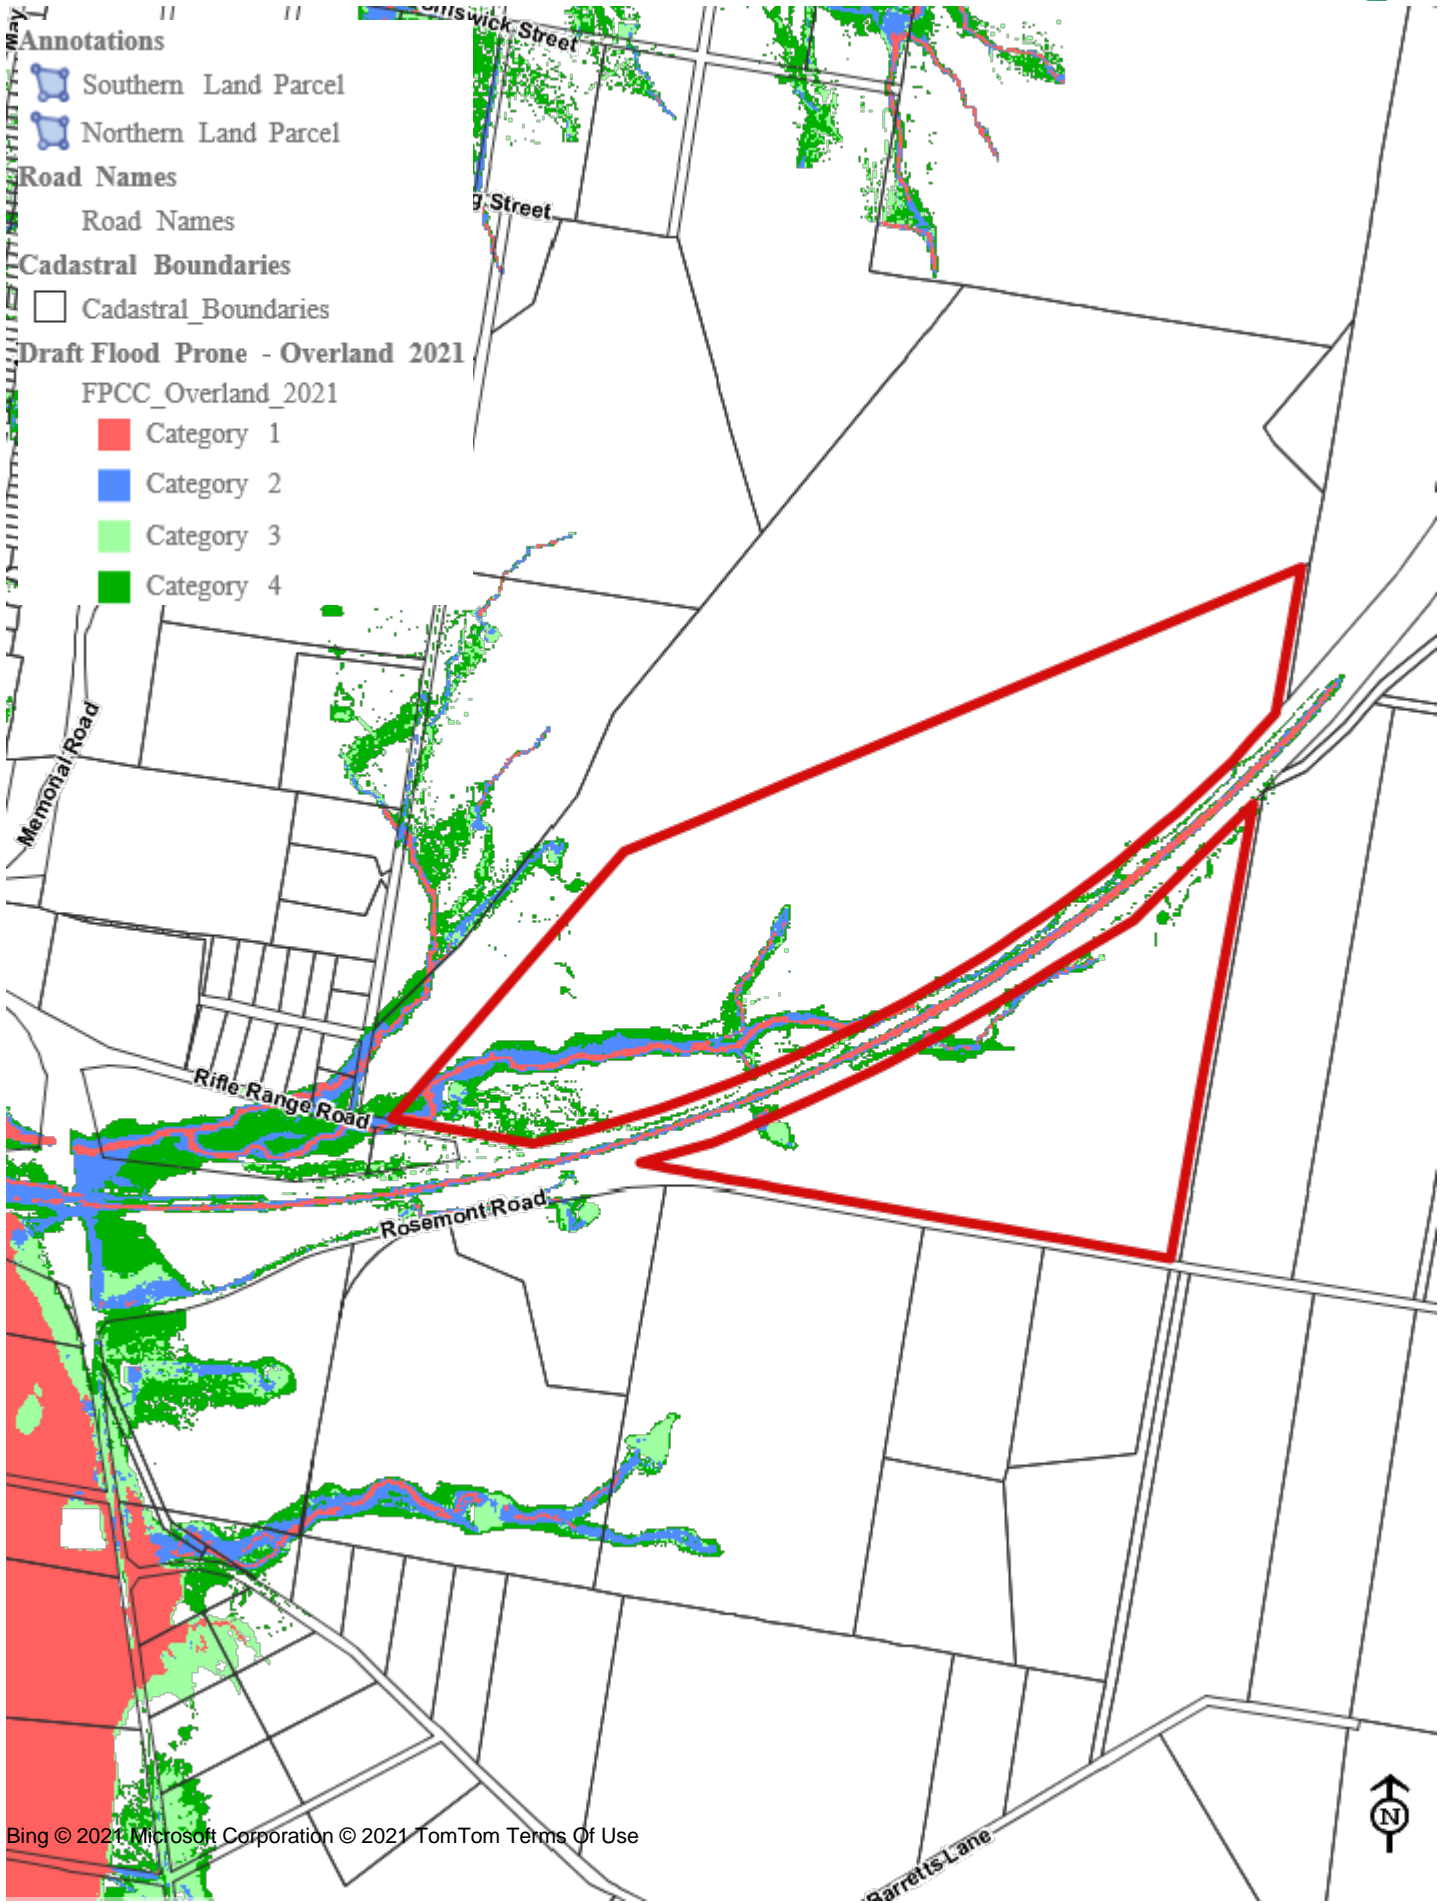 Annotations
Southern Land Parcel
Northern Land Parcel
Road Names
Road Names
Cadastral Boundaries
Cadastral_Boundaries
Draft Flood Prone - Overland 2021
FPCC_Overland_2021
Category 1
Category 2
Category 3
Category 4
Street
Street
Memorial Road
Rifle Range Road
Rosemont Road
Barretts Lane
N
Bing © 2021 Microsoft Corporation © 2021 TomTom Terms Of Use